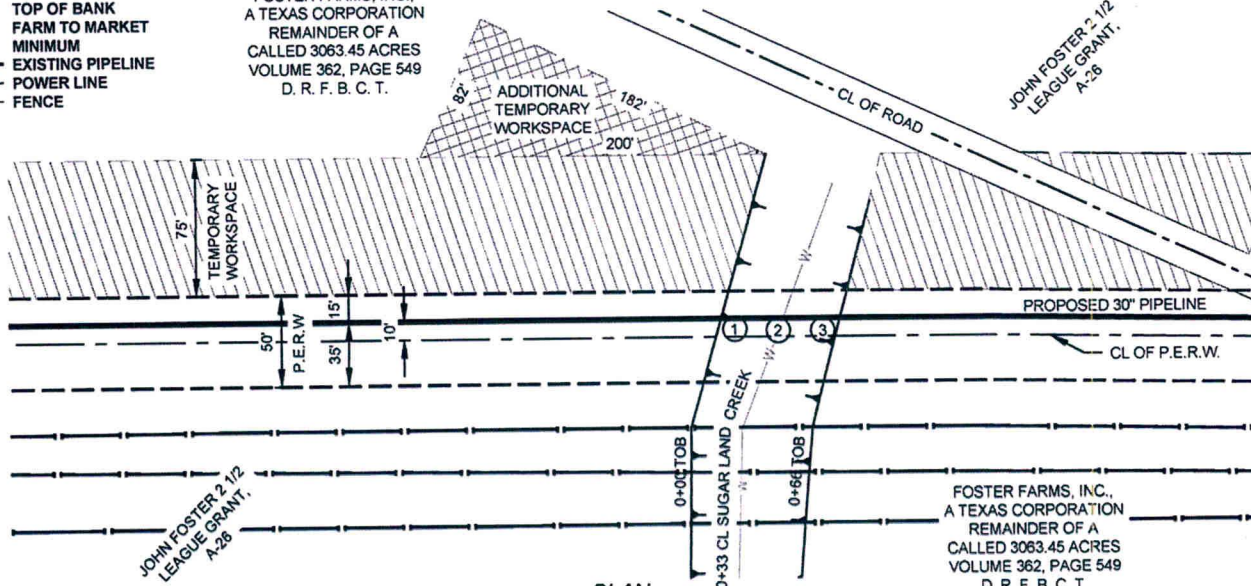 TOP OF BANK
FARM TO MARKET
MINIMUM
EXISTING PIPELINE
POWER LINE
FENCE
A TEXAS CORPORATION
REMAINDER OF A
CALLED 3063.45 ACRES
VOLUME 362, PAGE 549
D. R. F. B. C. T.
82'
ADDITIONAL
TEMPORARY
WORKSPACE
182'
200'
CL OF ROAD
JOHN FOSTER 2 1/2
LEAGUE GRANT,
A-26
75'
TEMPORARY
WORKSPACE
50'
P.E.R.W
15'
35'
10'
PROPOSED 30" PIPELINE
1
2
3
CL OF P.E.R.W.
W
W
W
W
0+00 TOB
0+33 CL SUGAR LAND CREEK
0+66 TOB
JOHN FOSTER 2 1/2
LEAGUE GRANT,
A-26
FOSTER FARMS, INC.,
A TEXAS CORPORATION
REMAINDER OF A
CALLED 3063.45 ACRES
VOLUME 362, PAGE 549